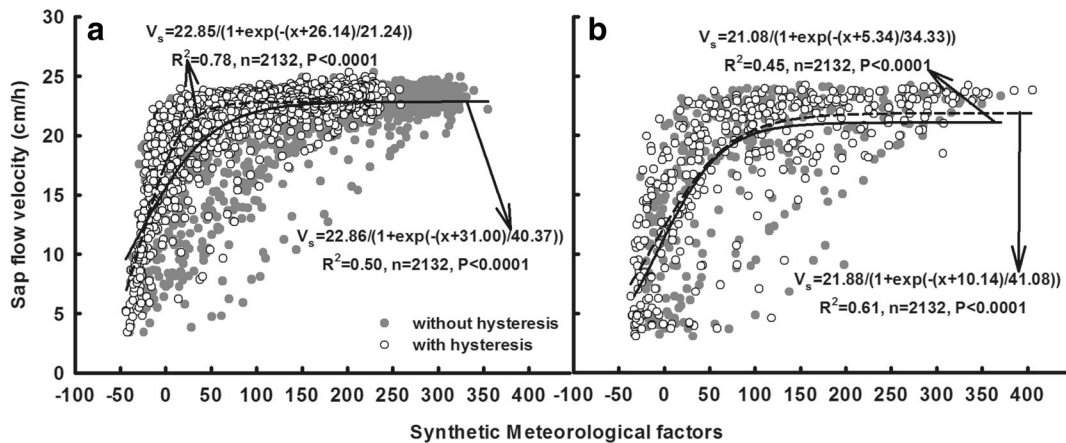 a
V_s=22.85/(1+exp(-(x+26.14)/21.24))
R²=0.78, n=2132, P<0.0001
V_s=22.86/(1+exp(-(x+31.00)/40.37))
R²=0.50, n=2132, P<0.0001
without hysteresis
with hysteresis
b
V_s=21.08/(1+exp(-(x+5.34)/34.33))
R²=0.45, n=2132, P<0.0001
V_s=21.88/(1+exp(-(x+10.14)/41.08))
R²=0.61, n=2132, P<0.0001
Sap flow velocity (cm/h)
30
25
20
15
10
5
0
-100 -50 0 50 100 150 200 250 300 350 400
-100 -50 0 50 100 150 200 250 300 350 400
Synthetic Meteorological factors